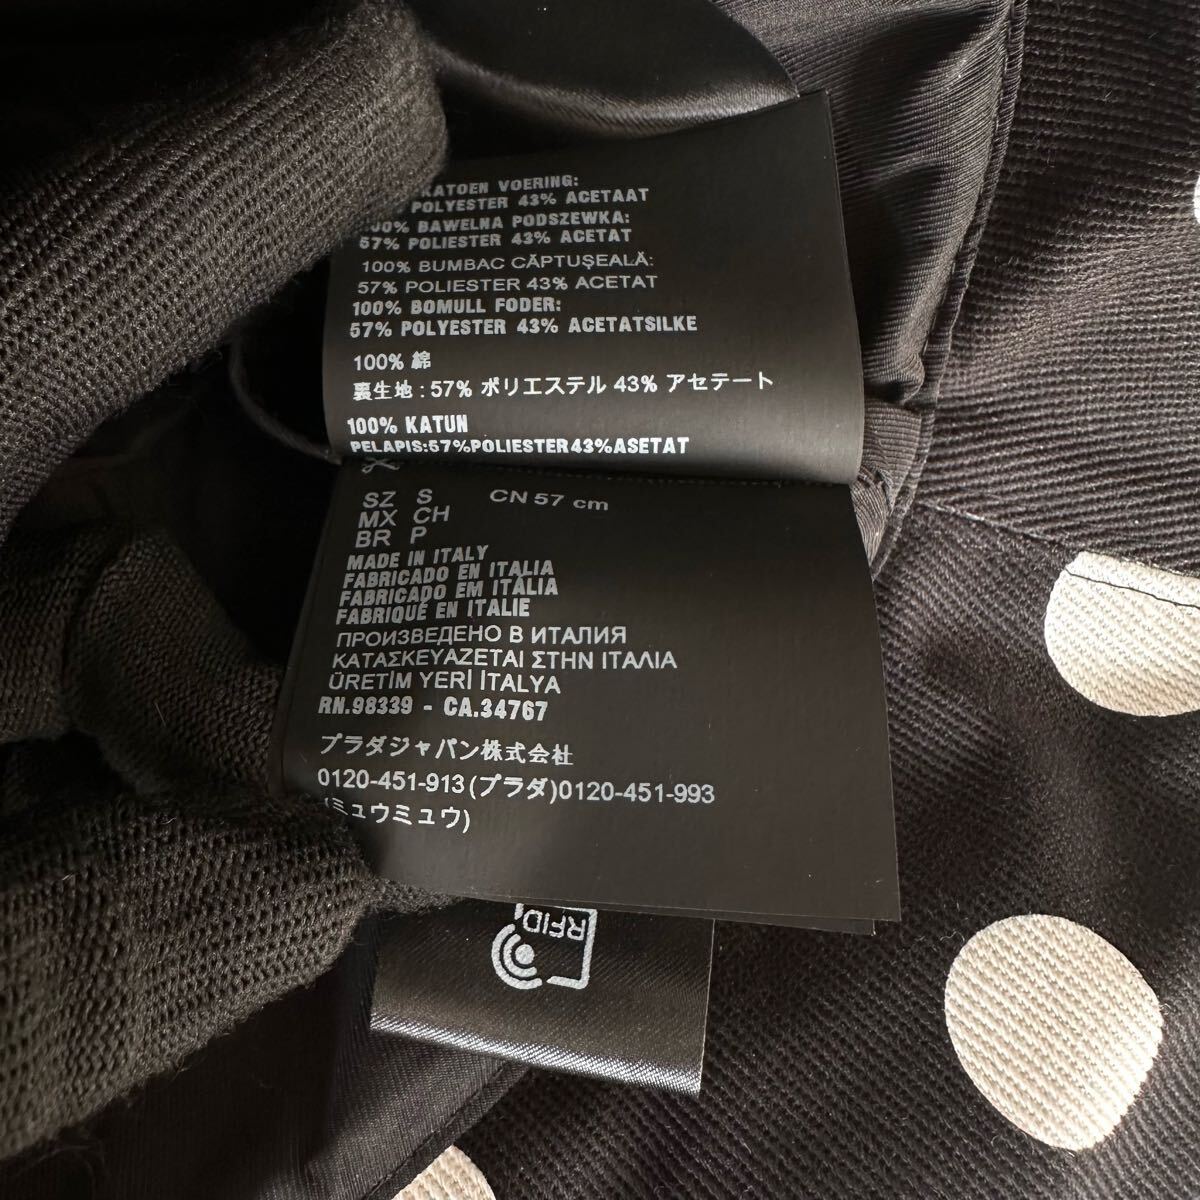 KATOEN VOERING:
POLYESTER 43% ACETAAT
100% BAWELNA PODSZEWKA:
57% POLIESTER 43% ACETAT
100% BUMBAC CĂPTUŞEALĂ:
57% POLIESTER 43% ACETAT
100% BOMULL FODER:
57% POLYESTER 43% ACETATSILKE
100% 綿
裏生地 : 57% ポリエステル 43% アセテート
100% KATUN
PELAPIS:57%POLIESTER43%ASETAT
SZ S CN 57 cm
MX CH
BR P
MADE IN ITALY
FABRICADO EN ITALIA
FABRICADO EM ITÁLIA
FABRIQUÉ EN ITALIE
ПРОИЗВЕДЕНО В ИТАЛИЯ
ΚΑΤΑΣΚΕΥΑΖΕΤΑΙ ΣΤΗΝ ΙΤΑΛΙΑ
ÜRETİM YERİ İTALYA
RN.98339 - CA.34767
プラダジャパン株式会社
0120-451-913(プラダ)0120-451-993
(ミュウミュウ)
RFID